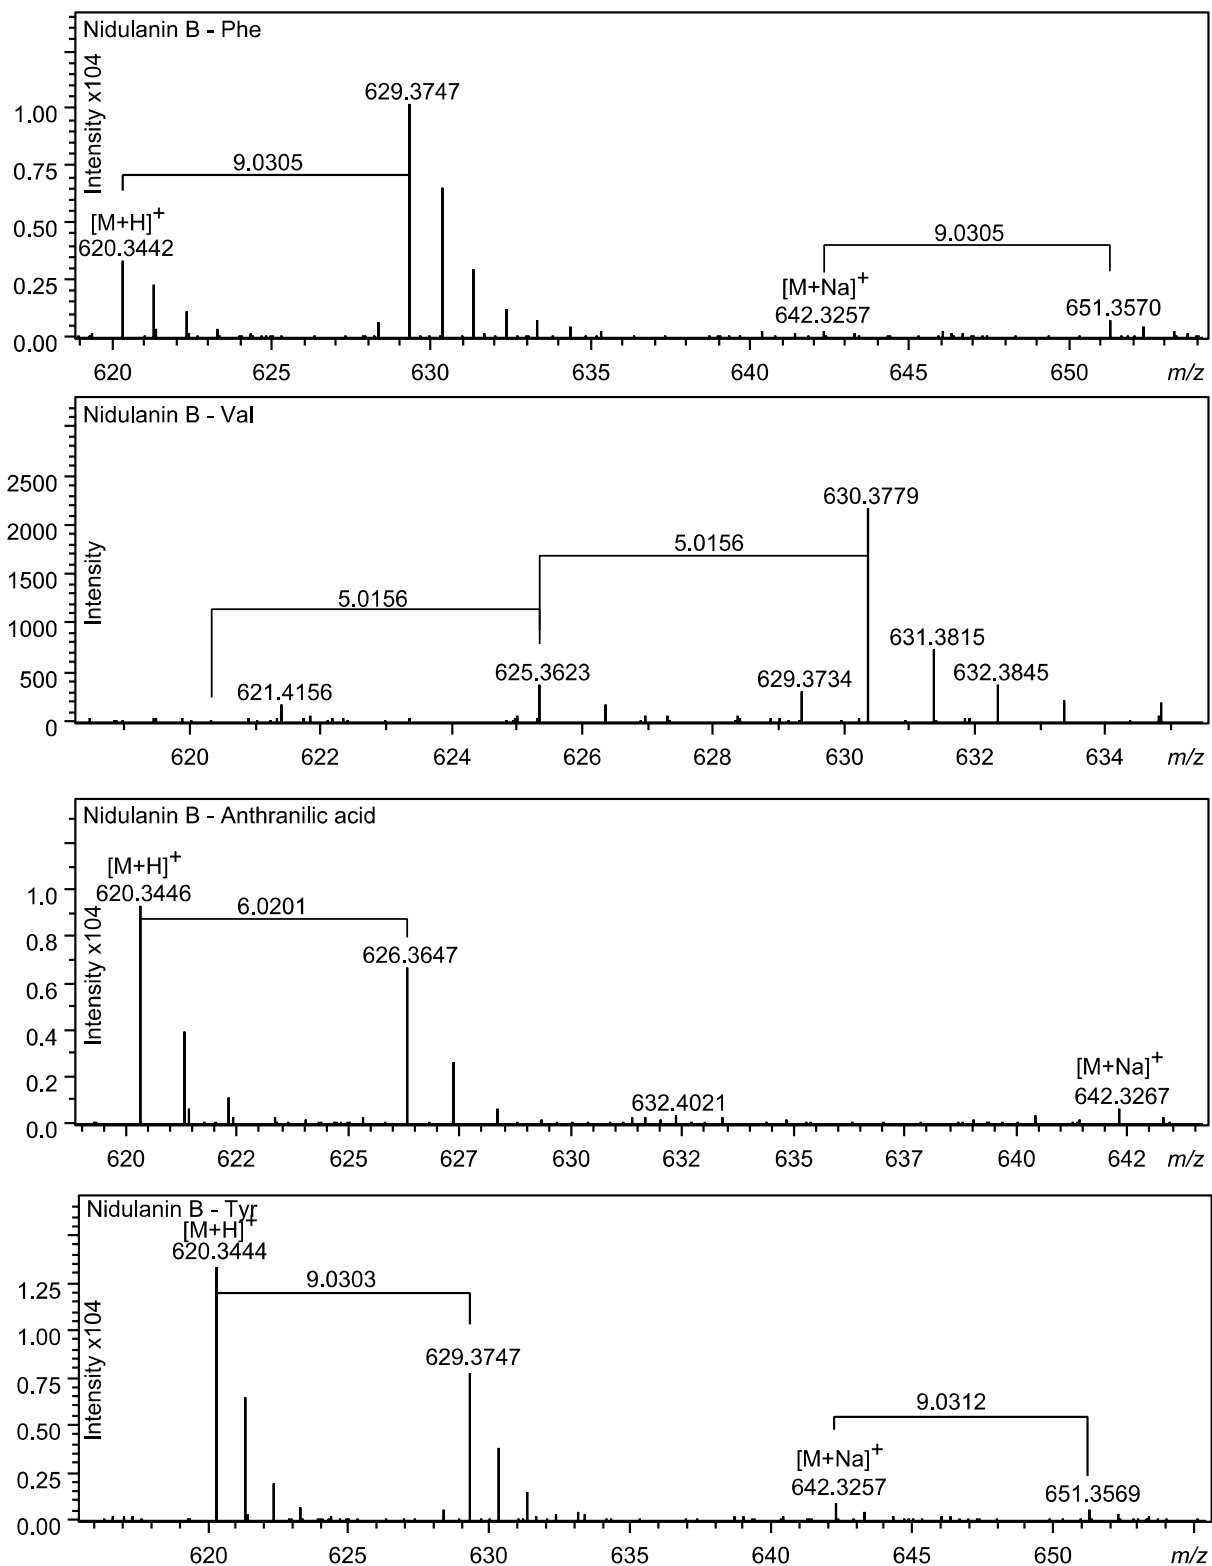 Nidulanin B - Phe
Intensity x104
1.00
0.75
0.50
0.25
0.00
629.3747
9.0305
[M+H]+
620.3442
9.0305
[M+Na]+
642.3257
651.3570
620 625 630 635 640 645 650 m/z
Nidulanin B - Val
Intensity
2500
2000
1500
1000
500
0
630.3779
5.0156
5.0156
631.3815
625.3623
629.3734
632.3845
621.4156
620 622 624 626 628 630 632 634 m/z
Nidulanin B - Anthranilic acid
Intensity x104
1.0
0.8
0.6
0.4
0.2
0.0
[M+H]+
620.3446
6.0201
626.3647
632.4021
[M+Na]+
642.3267
620 622 625 627 630 632 635 637 640 642 m/z
Nidulanin B - Tyr
Intensity x104
1.25
1.00
0.75
0.50
0.25
0.00
[M+H]+
620.3444
9.0303
629.3747
9.0312
[M+Na]+
642.3257
651.3569
620 625 630 635 640 645 650 m/z